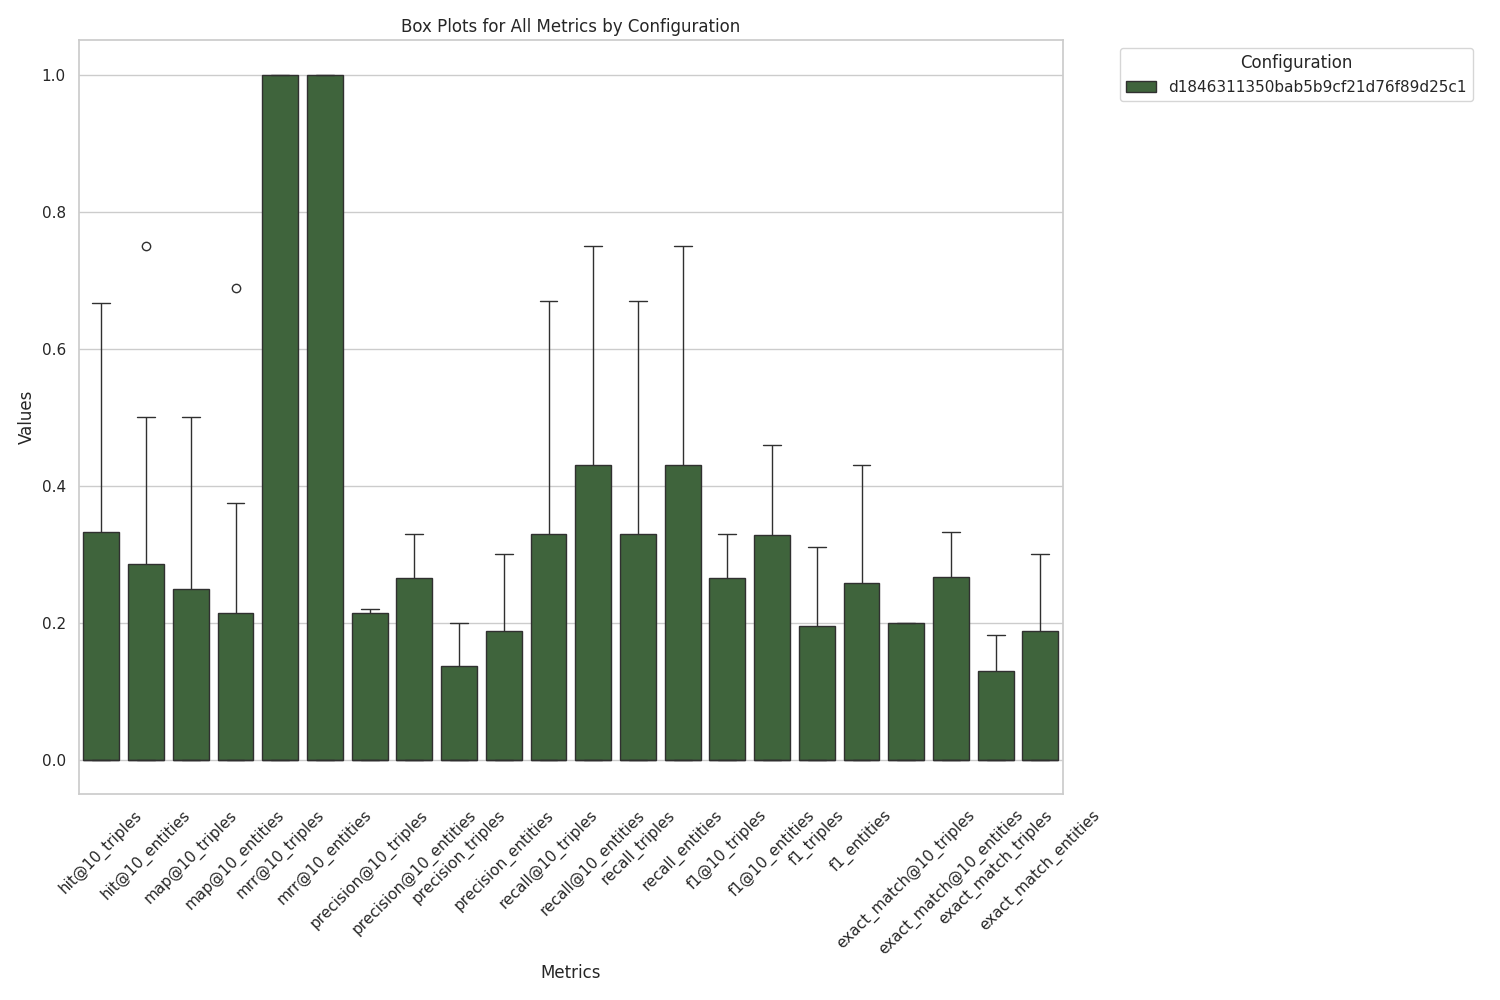 Box Plots for All Metrics by Configuration
Configuration
d1846311350bab5b9cf21d76f89d25c1
Values
1.0
0.8
0.6
0.4
0.2
0.0
hit@10_triples
hit@10_entities
map@10_triples
map@10_entities
mrr@10_triples
mrr@10_entities
precision@10_triples
precision@10_entities
precision_triples
precision_entities
recall@10_triples
recall@10_entities
recall_triples
recall_entities
f1@10_triples
f1@10_entities
f1_triples
f1_entities
exact_match@10_triples
exact_match@10_entities
exact_match_triples
exact_match_entities
Metrics